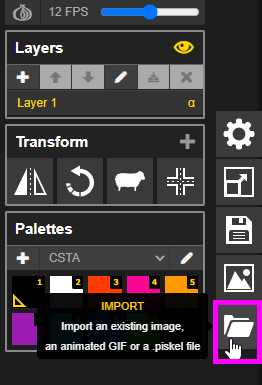 12 FPS
Layers
Layer 1 α
Transform
Palettes
CSTA
1 2 3 4 5
IMPORT
Import an existing image,
an animated GIF or a .piskel file